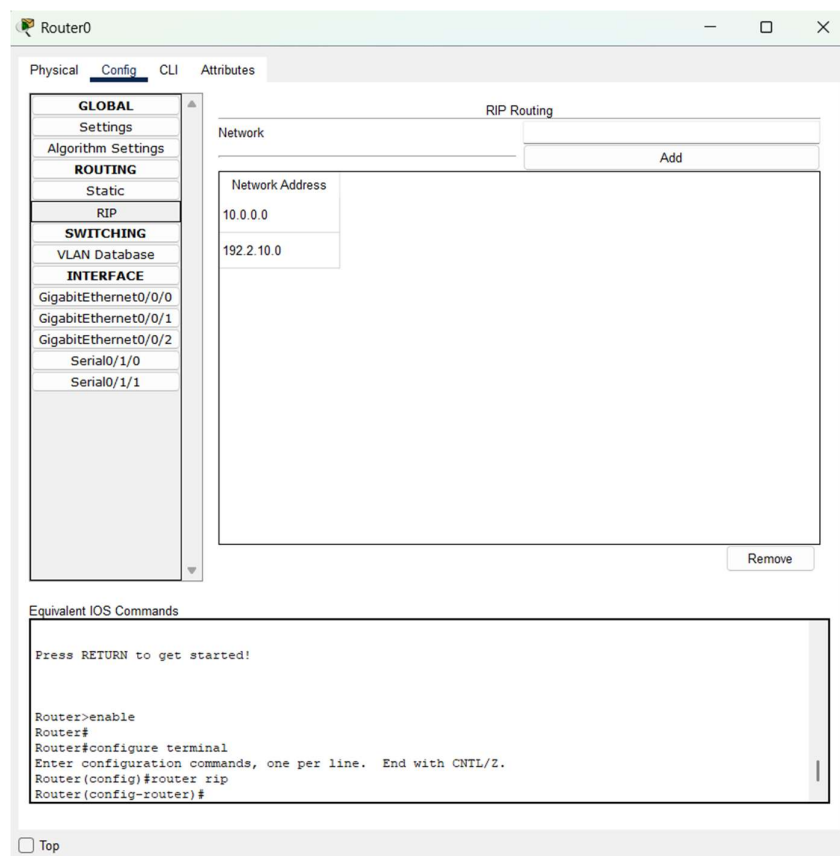 Router0
Physical Config CLI Attributes
GLOBAL
Settings
Algorithm Settings
ROUTING
Static
RIP
SWITCHING
VLAN Database
INTERFACE
GigabitEthernet0/0/0
GigabitEthernet0/0/1
GigabitEthernet0/0/2
Serial0/1/0
Serial0/1/1
RIP Routing
Network
Add
Network Address
10.0.0.0
192.2.10.0
Remove
Equivalent IOS Commands
Press RETURN to get started!
Router>enable
Router#
Router#configure terminal
Enter configuration commands, one per line.  End with CNTL/Z.
Router(config)#router rip
Router(config-router)#
Top